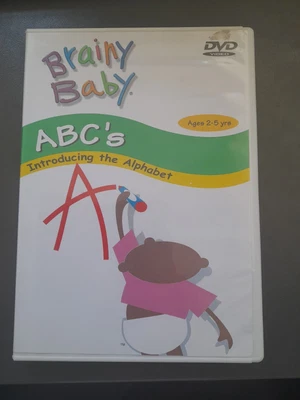 Brainy
Baby
DVD
Ages 2-5 yrs
ABC's
Introducing the Alphabet
A